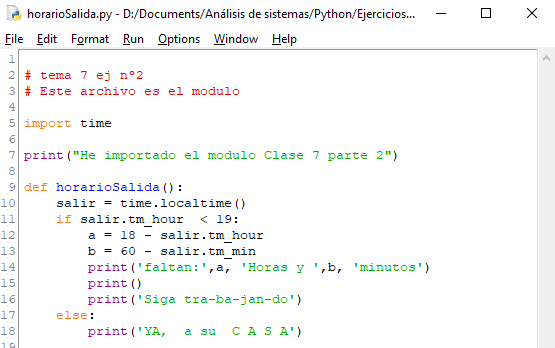 horarioSalida.py - D:/Documents/Análisis de sistemas/Python/Ejercicios...
File Edit Format Run Options Window Help
1
2 # tema 7 ej nº2
3 # Este archivo es el modulo
4
5 import time
6
7 print("He importado el modulo Clase 7 parte 2")
8
9 def horarioSalida():
10     salir = time.localtime()
11     if salir.tm_hour  < 19:
12         a = 18 - salir.tm_hour
13         b = 60 - salir.tm_min
14         print('faltan:',a, 'Horas y ',b, 'minutos')
15         print()
16         print('Siga tra-ba-jan-do')
17     else:
18         print('YA,  a su  C A S A')
19